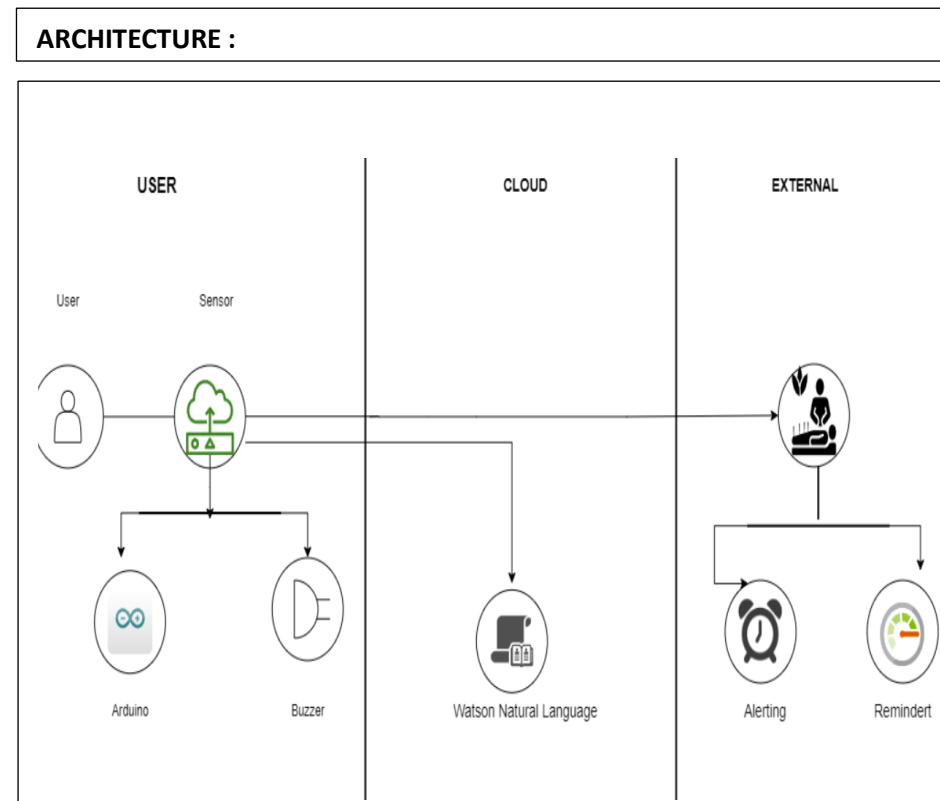 ARCHITECTURE :
USER
CLOUD
EXTERNAL
User
Sensor
Arduino
Buzzer
Watson Natural Language
Alerting
Remindert